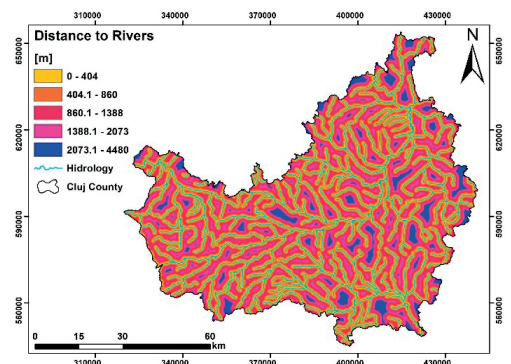 310000 340000 370000 400000 430000
Distance to Rivers
[m]
0 - 404
404.1 - 860
860.1 - 1388
1388.1 - 2073
2073.1 - 4480
Hidrology
Cluj County
N
650000 650000
620000 620000
590000 590000
560000 560000
0 15 30 60
km
310000 340000 370000 400000 430000